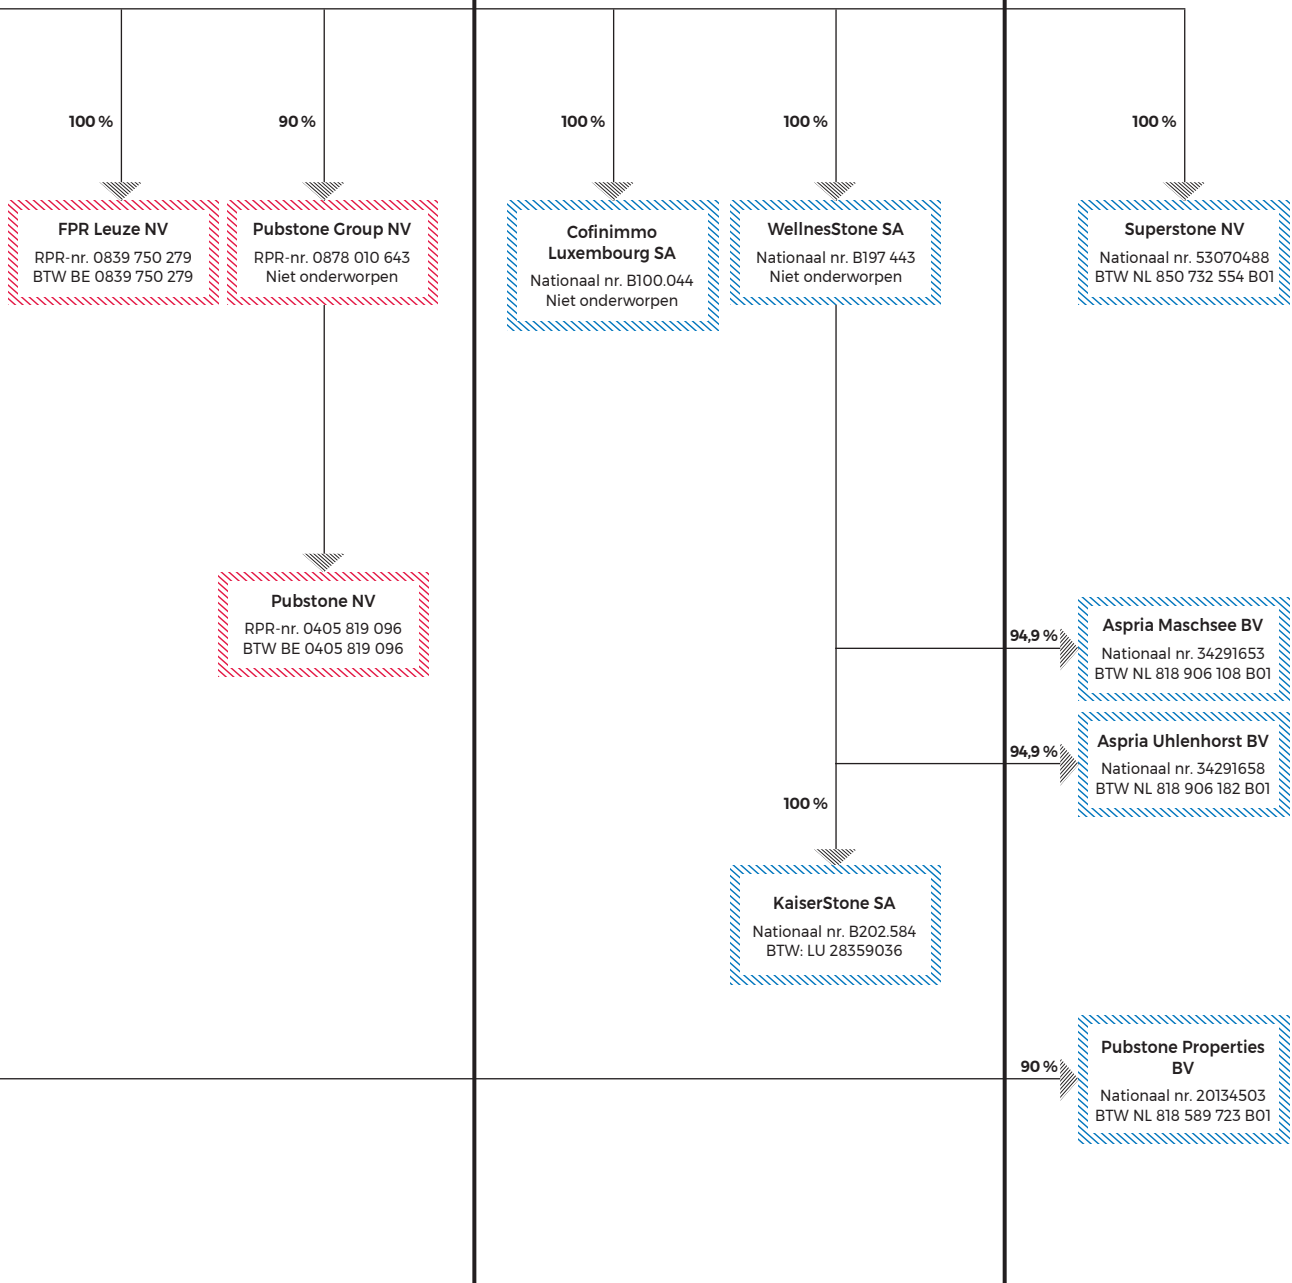 100 %
90 %
100 %
100 %
100 %
FPR Leuze NV
RPR-nr. 0839 750 279
BTW BE 0839 750 279
Pubstone Group NV
RPR-nr. 0878 010 643
Niet onderworpen
Cofinimmo
Luxembourg SA
Nationaal nr. B100.044
Niet onderworpen
WellnesStone SA
Nationaal nr. B197 443
Niet onderworpen
Superstone NV
Nationaal nr. 53070488
BTW NL 850 732 554 B01
Pubstone NV
RPR-nr. 0405 819 096
BTW BE 0405 819 096
94,9 %
Aspria Maschsee BV
Nationaal nr. 34291653
BTW NL 818 906 108 B01
94,9 %
Aspria Uhlenhorst BV
Nationaal nr. 34291658
BTW NL 818 906 182 B01
100 %
KaiserStone SA
Nationaal nr. B202.584
BTW: LU 28359036
90 %
Pubstone Properties
BV
Nationaal nr. 20134503
BTW NL 818 589 723 B01